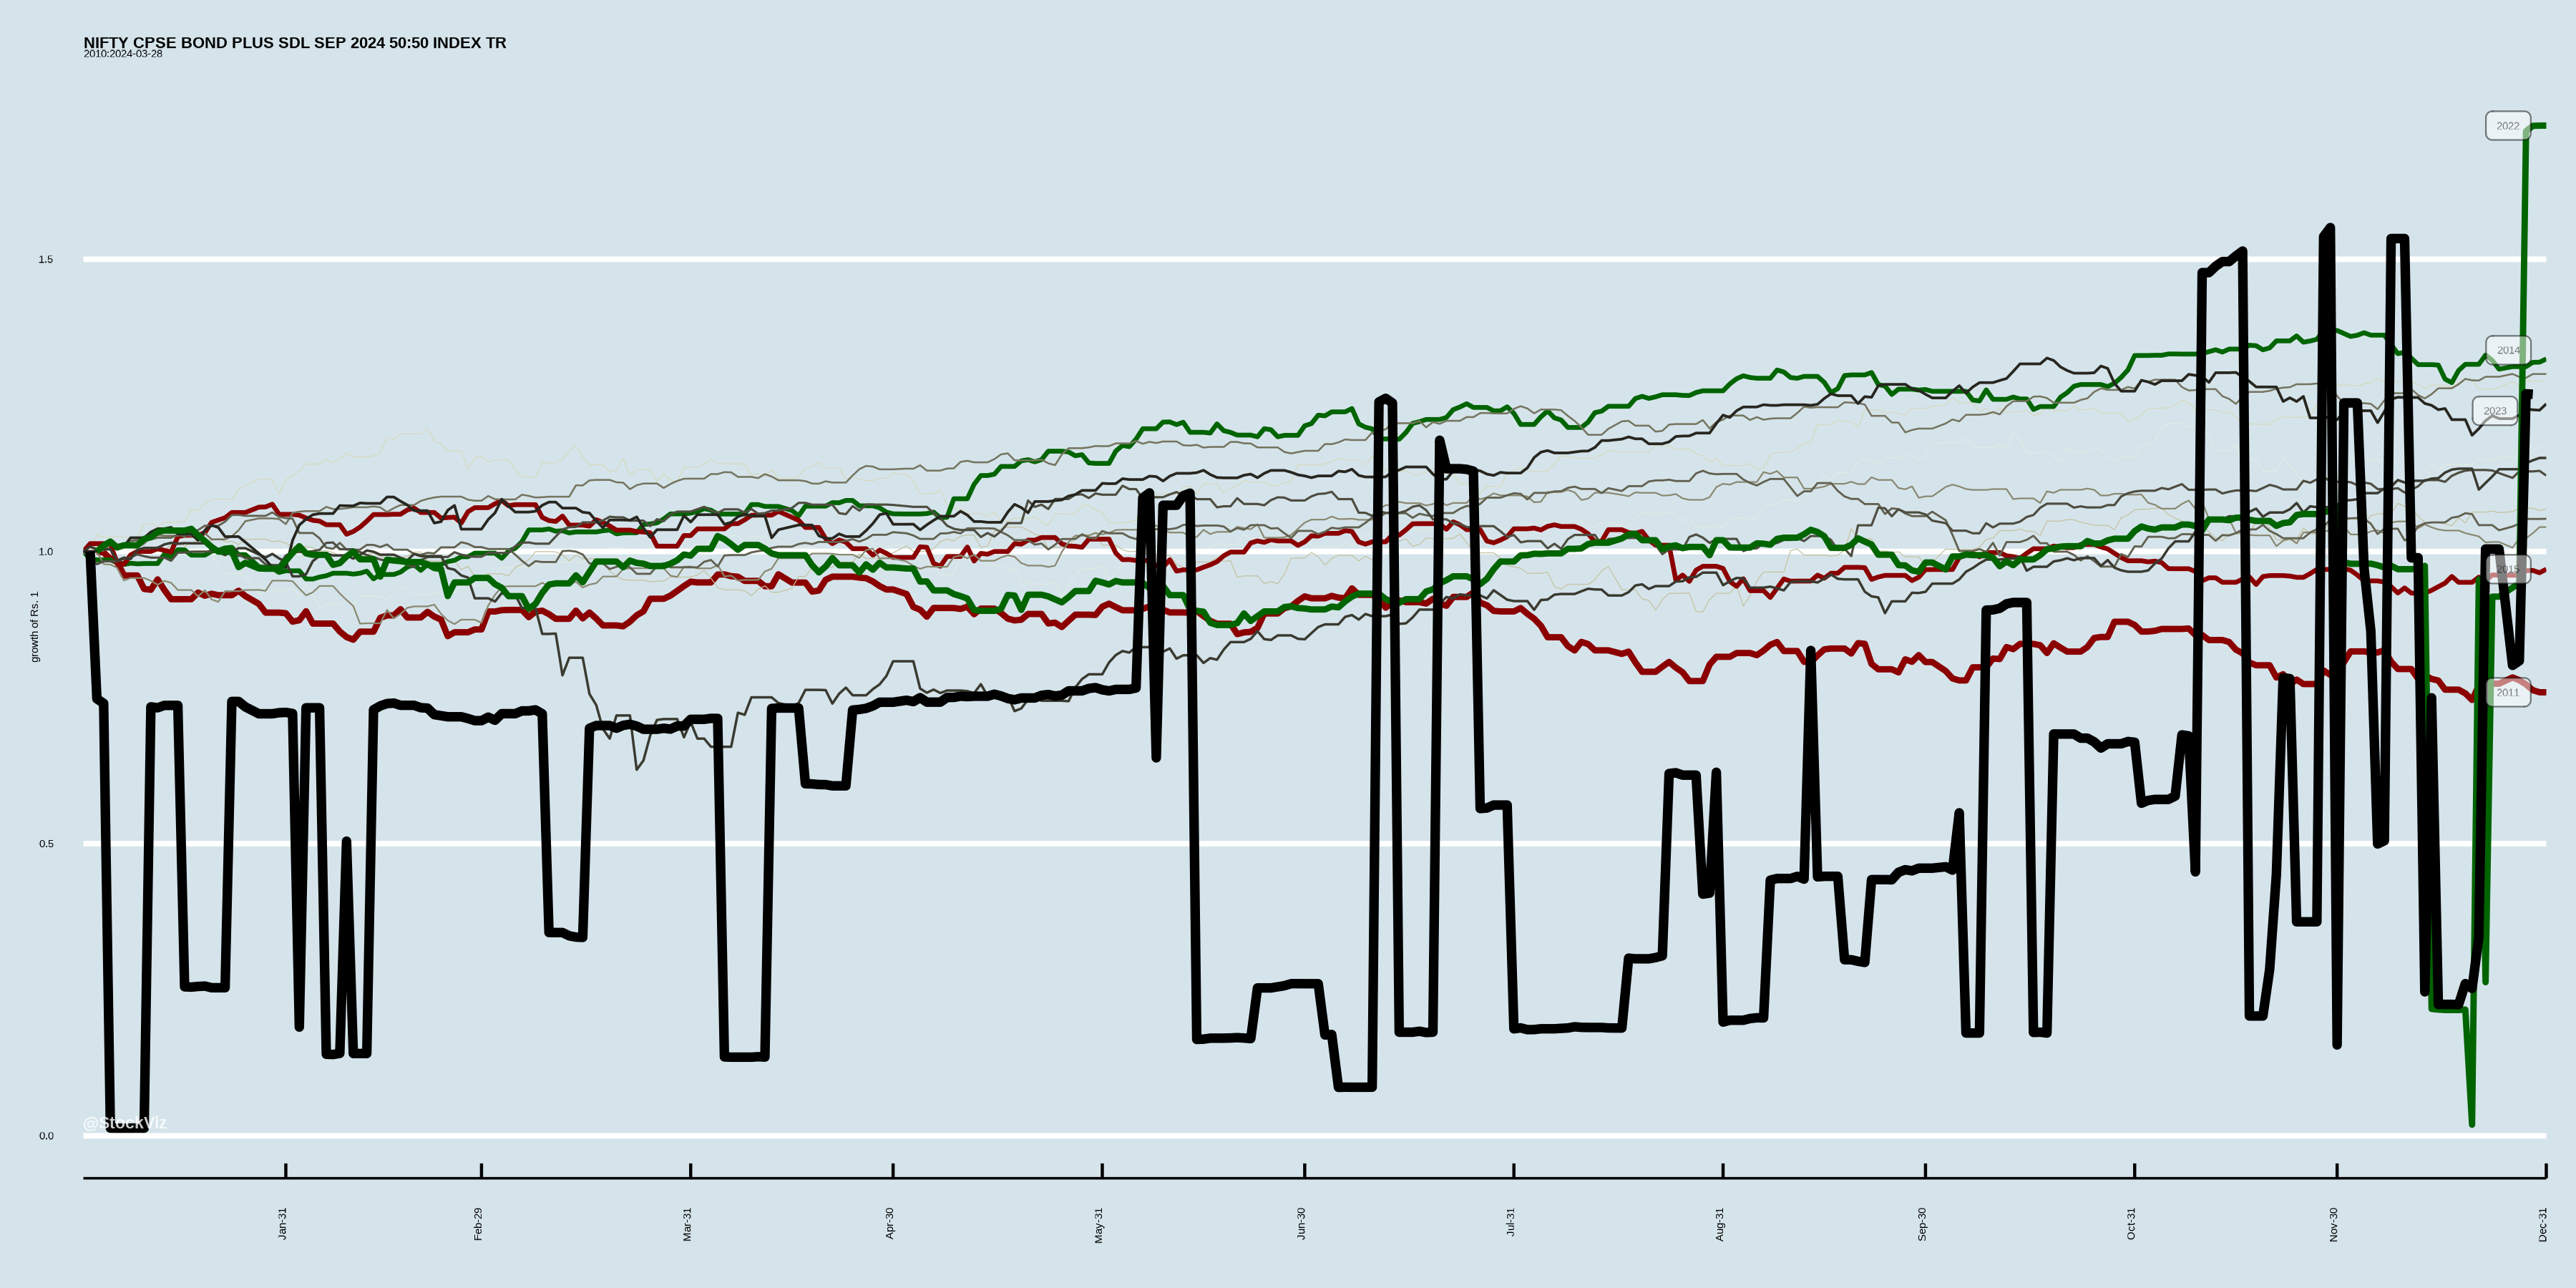 NIFTY CPSE BOND PLUS SDL SEP 2024 50:50 INDEX TR
2010:2024-03-28
2022
1.5
2014
2023
1.0
2015
growth of Rs. 1
2011
0.5
@StockViz
0.0
Jan-31
Feb-29
Mar-31
Apr-30
May-31
Jun-30
Jul-31
Aug-31
Sep-30
Oct-31
Nov-30
Dec-31